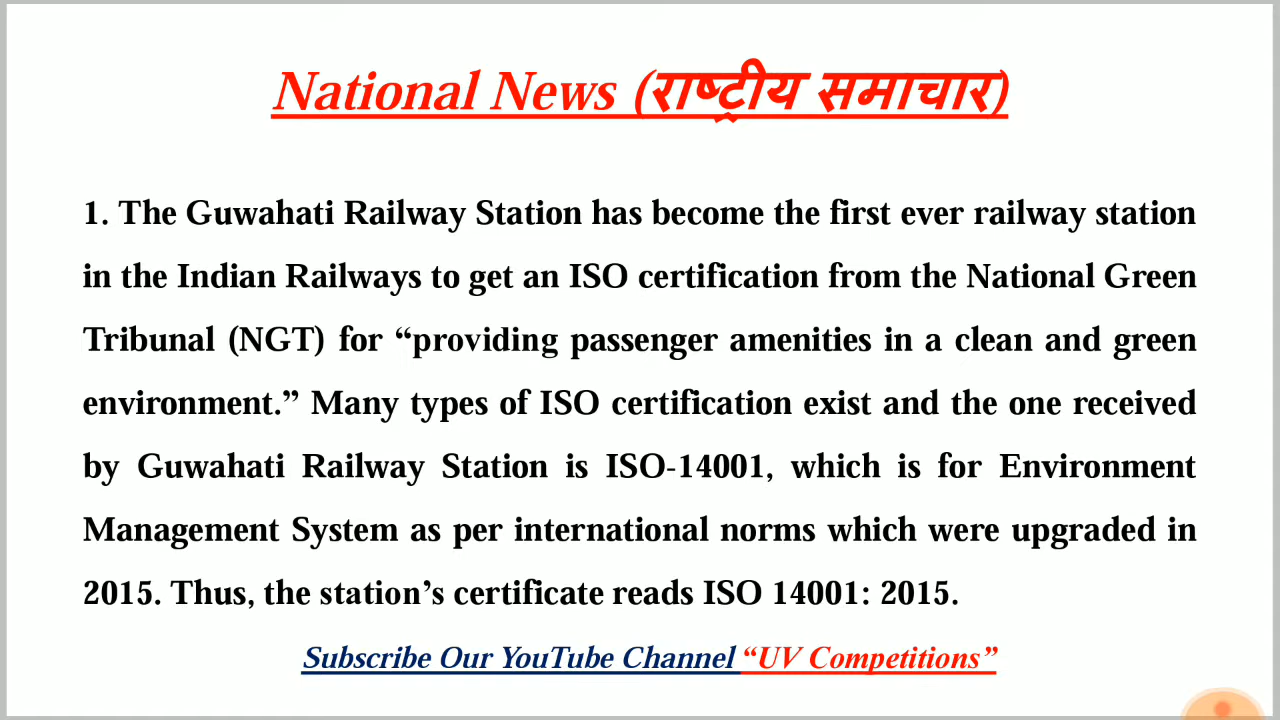 National News (राष्ट्रीय समाचार)
1. The Guwahati Railway Station has become the first ever railway station
in the Indian Railways to get an ISO certification from the National Green
Tribunal (NGT) for “providing passenger amenities in a clean and green
environment.” Many types of ISO certification exist and the one received
by Guwahati Railway Station is ISO-14001, which is for Environment
Management System as per international norms which were upgraded in
2015. Thus, the station’s certificate reads ISO 14001: 2015.
Subscribe Our YouTube Channel “UV Competitions”